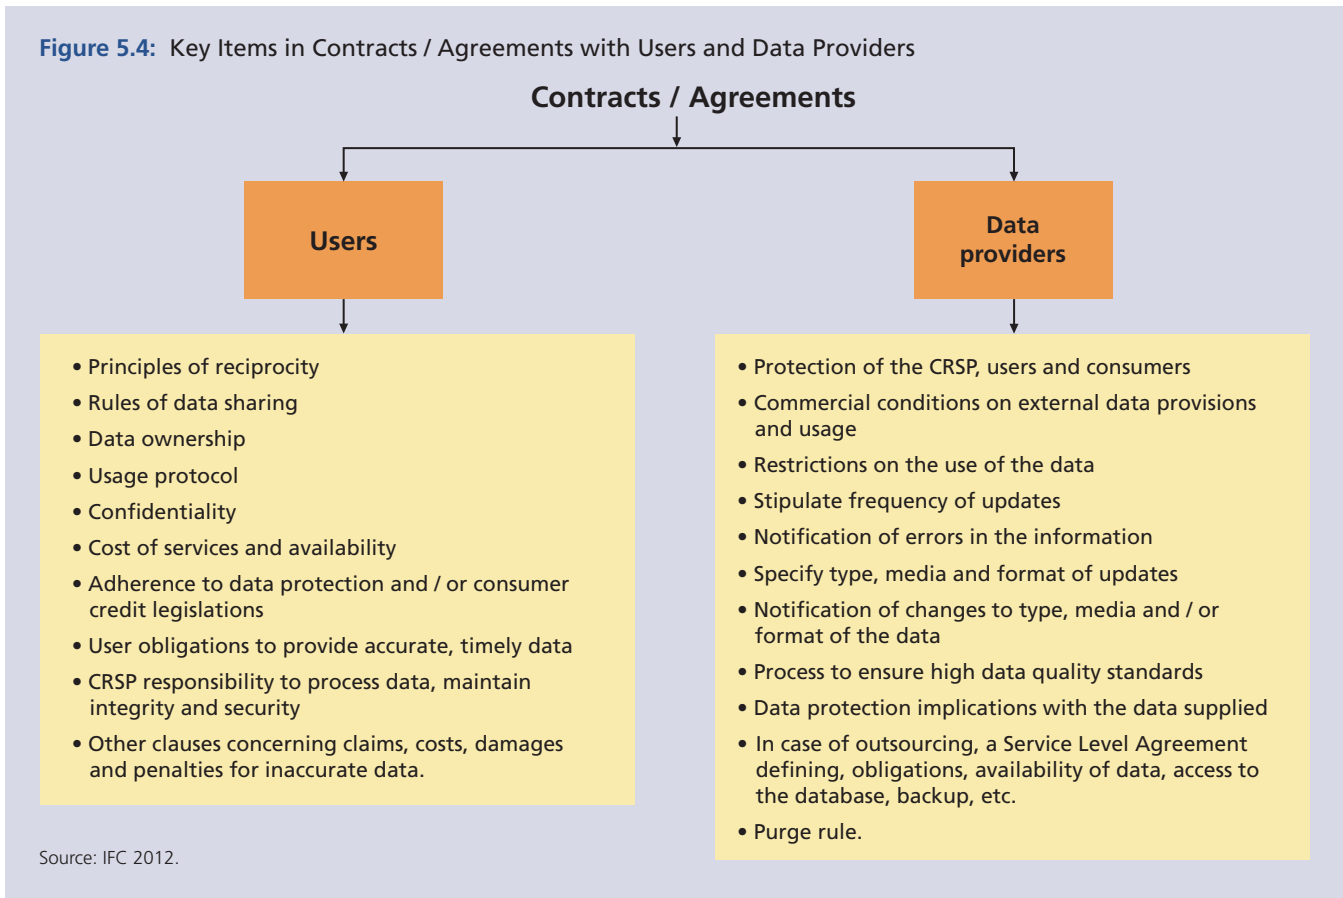 Figure 5.4: Key Items in Contracts / Agreements with Users and Data Providers
Contracts / Agreements
Users
• Principles of reciprocity
• Rules of data sharing
• Data ownership
• Usage protocol
• Confidentiality
• Cost of services and availability
• Adherence to data protection and / or consumer
credit legislations
• User obligations to provide accurate, timely data
• CRSP responsibility to process data, maintain
integrity and security
• Other clauses concerning claims, costs, damages
and penalties for inaccurate data.
Data
providers
• Protection of the CRSP, users and consumers
• Commercial conditions on external data provisions
and usage
• Restrictions on the use of the data
• Stipulate frequency of updates
• Notification of errors in the information
• Specify type, media and format of updates
• Notification of changes to type, media and / or
format of the data
• Process to ensure high data quality standards
• Data protection implications with the data supplied
• In case of outsourcing, a Service Level Agreement
defining, obligations, availability of data, access to
the database, backup, etc.
• Purge rule.
Source: IFC 2012.